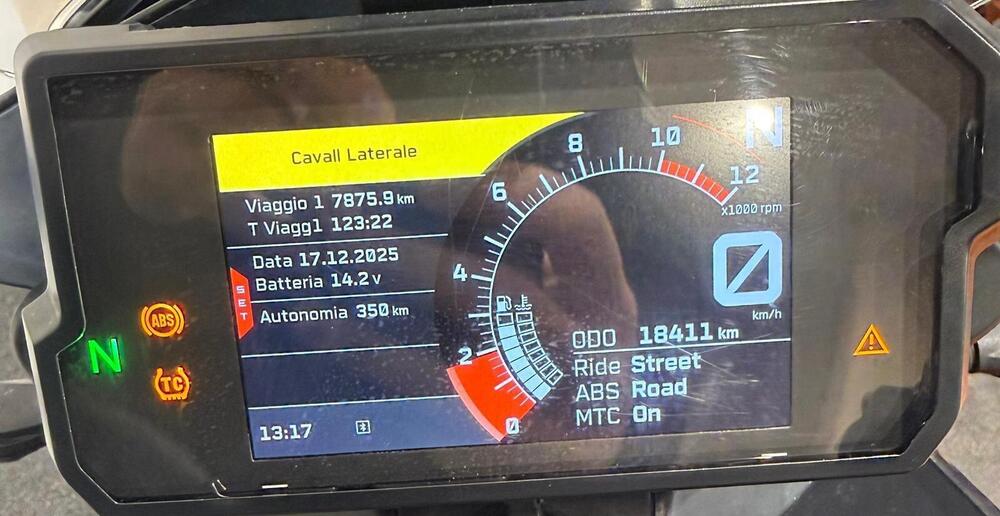 Cavall Laterale
Viaggio 1 7875.9 km
T Viagg1 123:22
Data 17.12.2025
Batteria 14.2 v
SET
Autonomia 350 km
13:17
0
2
4
6
8
10
12
x1000 rpm
N
0
km/h
ODO 18411 km
Ride Street
ABS Road
MTC On
ABS
N
TC